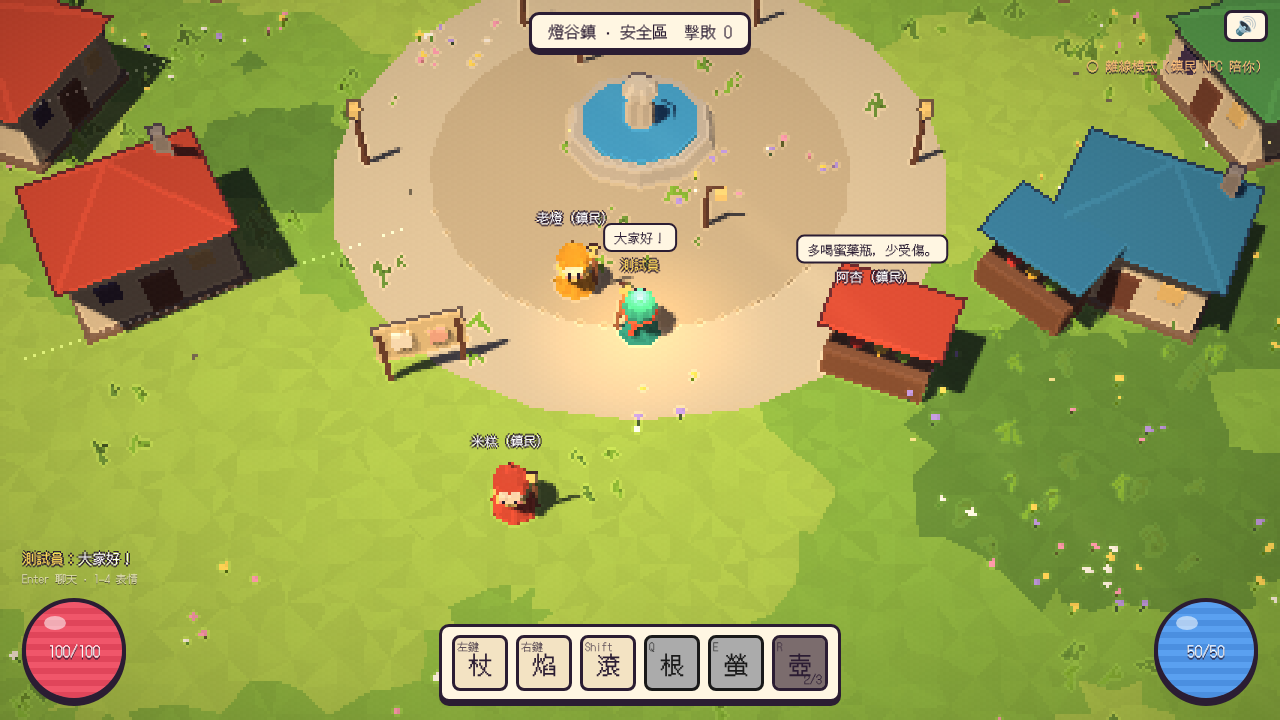 燈谷鎮 · 安全區 擊敗 0
○ 離線模式（鎮民 NPC 陪你）
老燈（鎮民）
大家好！
測試員
多喝蜜藥瓶，少受傷。
阿杏（鎮民）
米糕（鎮民）
測試員：大家好！
Enter 聊天 · 1-4 表情
100/100
左鍵
杖
右鍵
焰
Shift
滾
Q
根
E
螢
R
壺
2/3
50/50